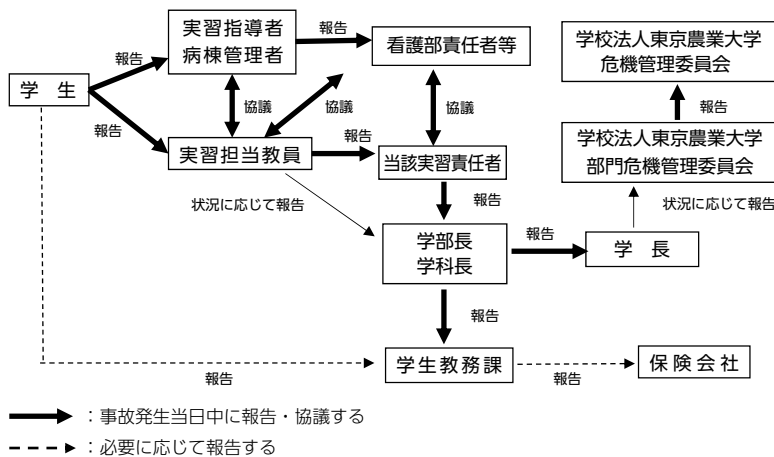 実習指導者
病棟管理者
報告
看護部責任者等
学校法人東京農業大学
危機管理委員会
報告
学 生
協議
協議
協議
報告
報告
実習担当教員
報告
当該実習責任者
学校法人東京農業大学
部門危機管理委員会
状況に応じて報告
報告
状況に応じて報告
学部長
学科長
報告
学 長
報告
学生教務課
保険会社
報告
報告
：事故発生当日中に報告・協議する
：必要に応じて報告する